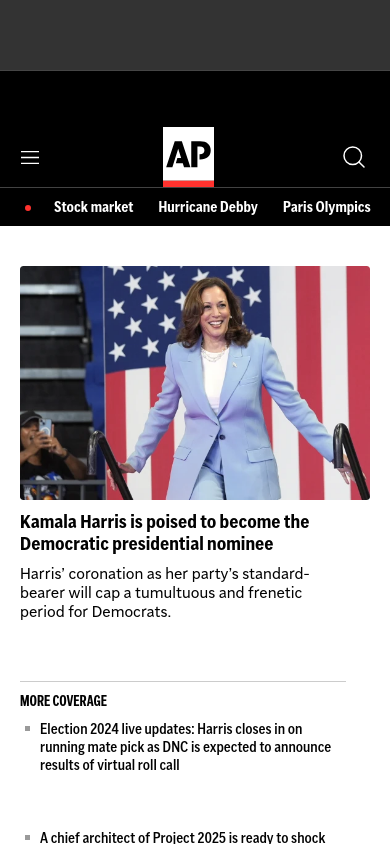 AP
Stock market
Hurricane Debby
Paris Olympics
Kamala Harris is poised to become the
Democratic presidential nominee
Harris’ coronation as her party’s standard-
bearer will cap a tumultuous and frenetic
period for Democrats.
MORE COVERAGE
Election 2024 live updates: Harris closes in on
running mate pick as DNC is expected to announce
results of virtual roll call
A chief architect of Project 2025 is ready to shock